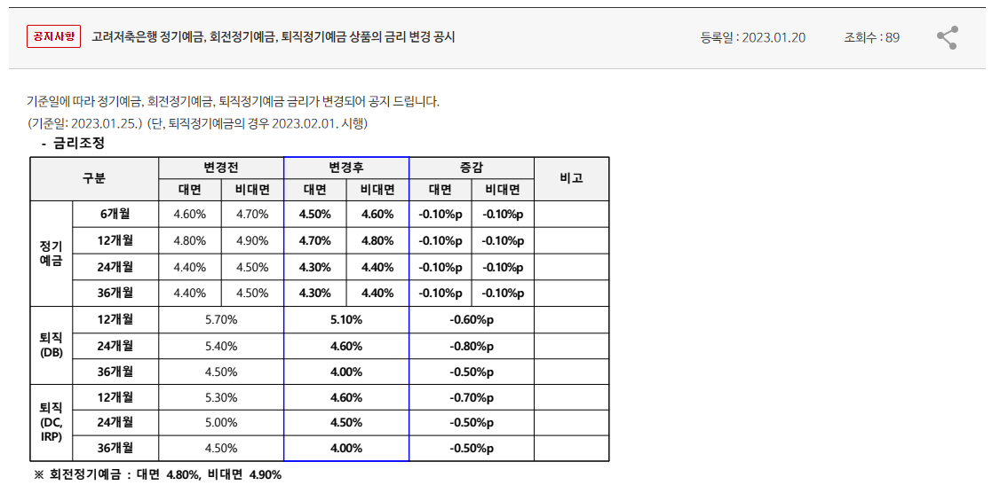 공지사항 고려저축은행 정기예금, 회전정기예금, 퇴직정기예금 상품의 금리 변경 공시 등록일 : 2023.01.20 조회수 : 89
기준일에 따라 정기예금, 회전정기예금, 퇴직정기예금 금리가 변경되어 공지 드립니다.
(기준일: 2023.01.25.) (단, 퇴직정기예금의 경우 2023.02.01. 시행)
- 금리조정
구분 변경전 변경후 증감 비고
대면 비대면 대면 비대면 대면 비대면
정기예금 6개월 4.60% 4.70% 4.50% 4.60% -0.10%p -0.10%p
12개월 4.80% 4.90% 4.70% 4.80% -0.10%p -0.10%p
24개월 4.40% 4.50% 4.30% 4.40% -0.10%p -0.10%p
36개월 4.40% 4.50% 4.30% 4.40% -0.10%p -0.10%p
퇴직 (DB) 12개월 5.70% 5.10% -0.60%p
24개월 5.40% 4.60% -0.80%p
36개월 4.50% 4.00% -0.50%p
퇴직 (DC, IRP) 12개월 5.30% 4.60% -0.70%p
24개월 5.00% 4.50% -0.50%p
36개월 4.50% 4.00% -0.50%p
※ 회전정기예금 : 대면 4.80%, 비대면 4.90%